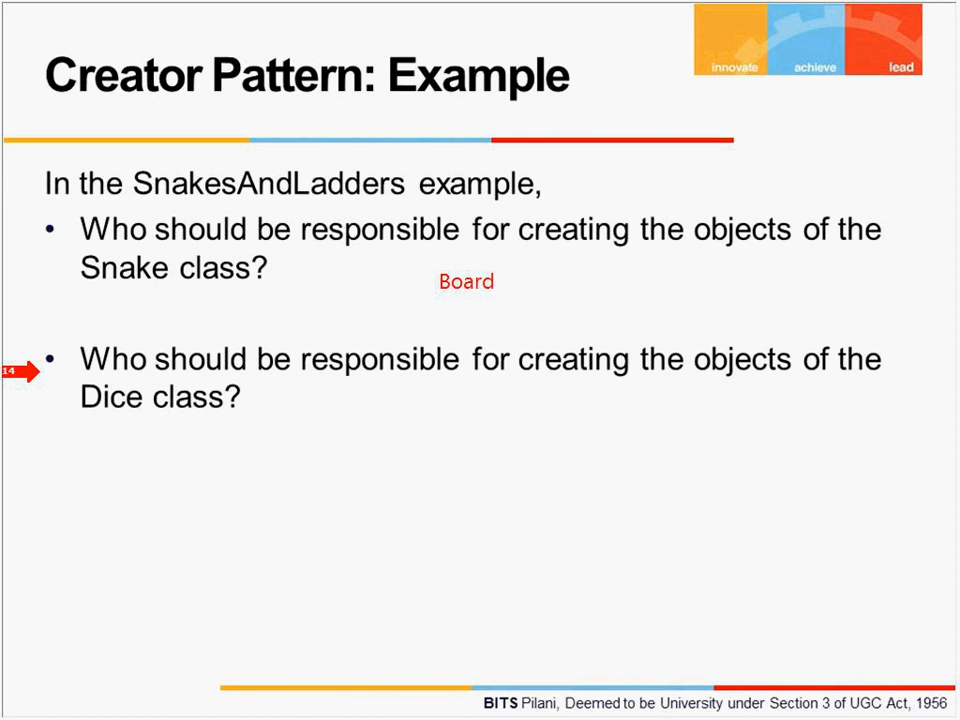 Creator Pattern: Example
innovate achieve lead
In the SnakesAndLadders example,
• Who should be responsible for creating the objects of the
Snake class?
Board
• Who should be responsible for creating the objects of the
14
Dice class?
BITS Pilani, Deemed to be University under Section 3 of UGC Act, 1956